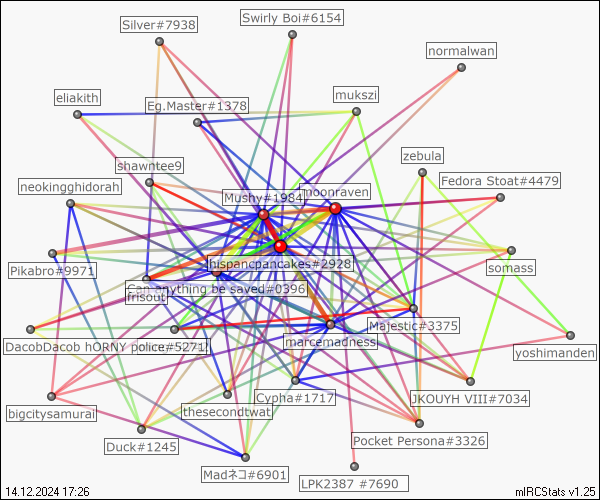 Silver#7938
Swirly Boi#6154
normalwan
eliakith
Eg.Master#1378
mukszi
shawntee9
zebula
neokingghidorah
Mushy#1984
moonraven
Fedora Stoat#4479
Pikabro#9971
hispancpancakes#2928
somass
Can anything be saved#0396
frisout
DacobDacob hORNY police#5271
marcemadness
Majestic#3375
yoshimanden
bigcitysamurai
thesecondtwat
Cypha#1717
JKOUYH VIII#7034
Duck#1245
Pocket Persona#3326
Madネコ#6901
LPK2387 #7690
14.12.2024 17:26
mIRCStats v1.25